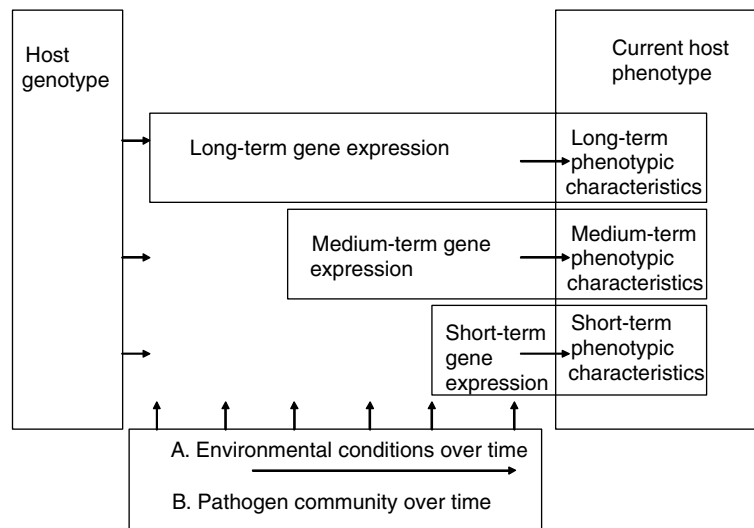 Host
genotype
Current host
phenotype
Long-term gene expression
Long-term
phenotypic
characteristics
Medium-term gene
expression
Medium-term
phenotypic
characteristics
Short-term
gene
expression
Short-term
phenotypic
characteristics
A. Environmental conditions over time
B. Pathogen community over time